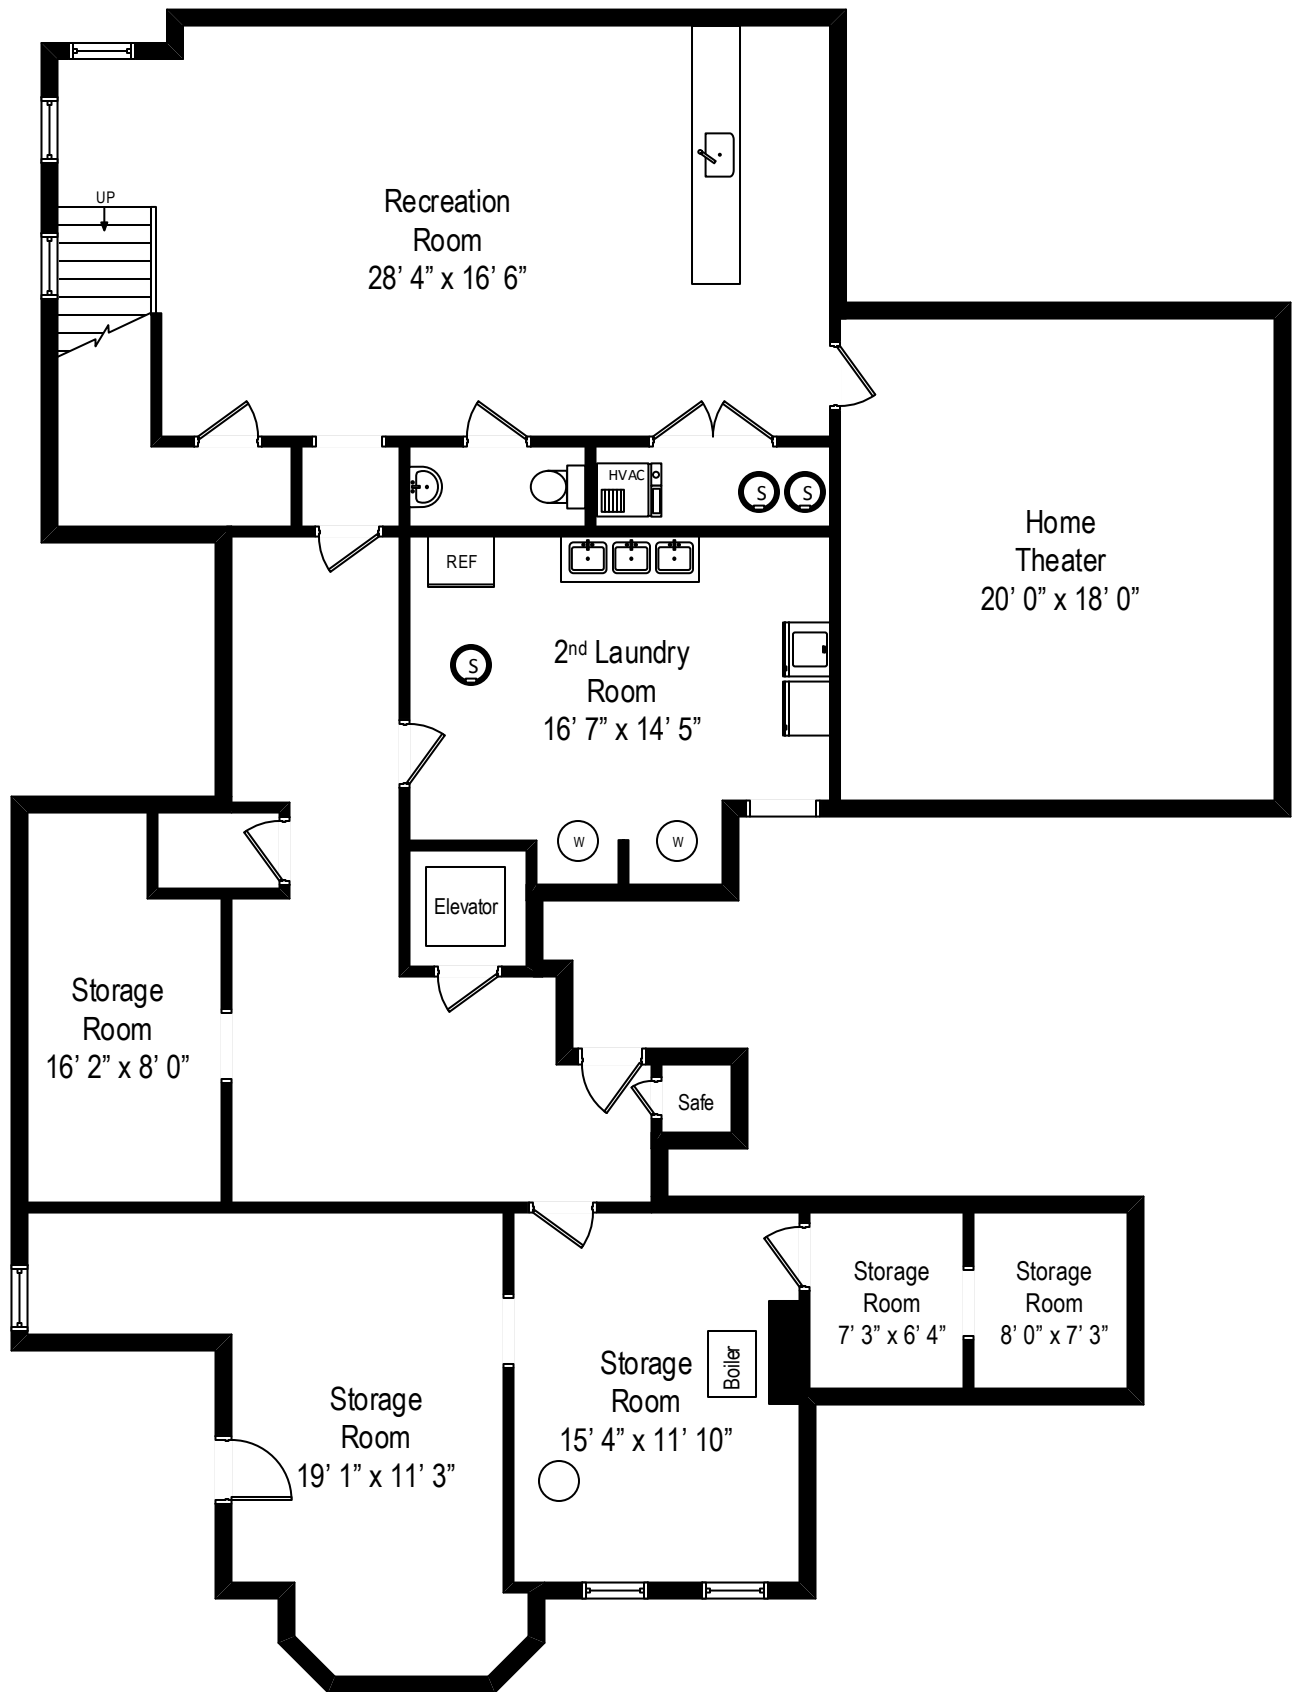 UP
Recreation
Room
28’ 4” x 16’ 6”
HVAC
S
S
Home
Theater
20’ 0” x 18’ 0”
REF
S
2nd Laundry
Room
16’ 7” x 14’ 5”
W
W
Elevator
Storage
Room
16’ 2” x 8’ 0”
Safe
Storage
Room
7’ 3” x 6’ 4”
Storage
Room
8’ 0” x 7’ 3”
Boiler
Storage
Room
15’ 4” x 11’ 10”
Storage
Room
19’ 1” x 11’ 3”